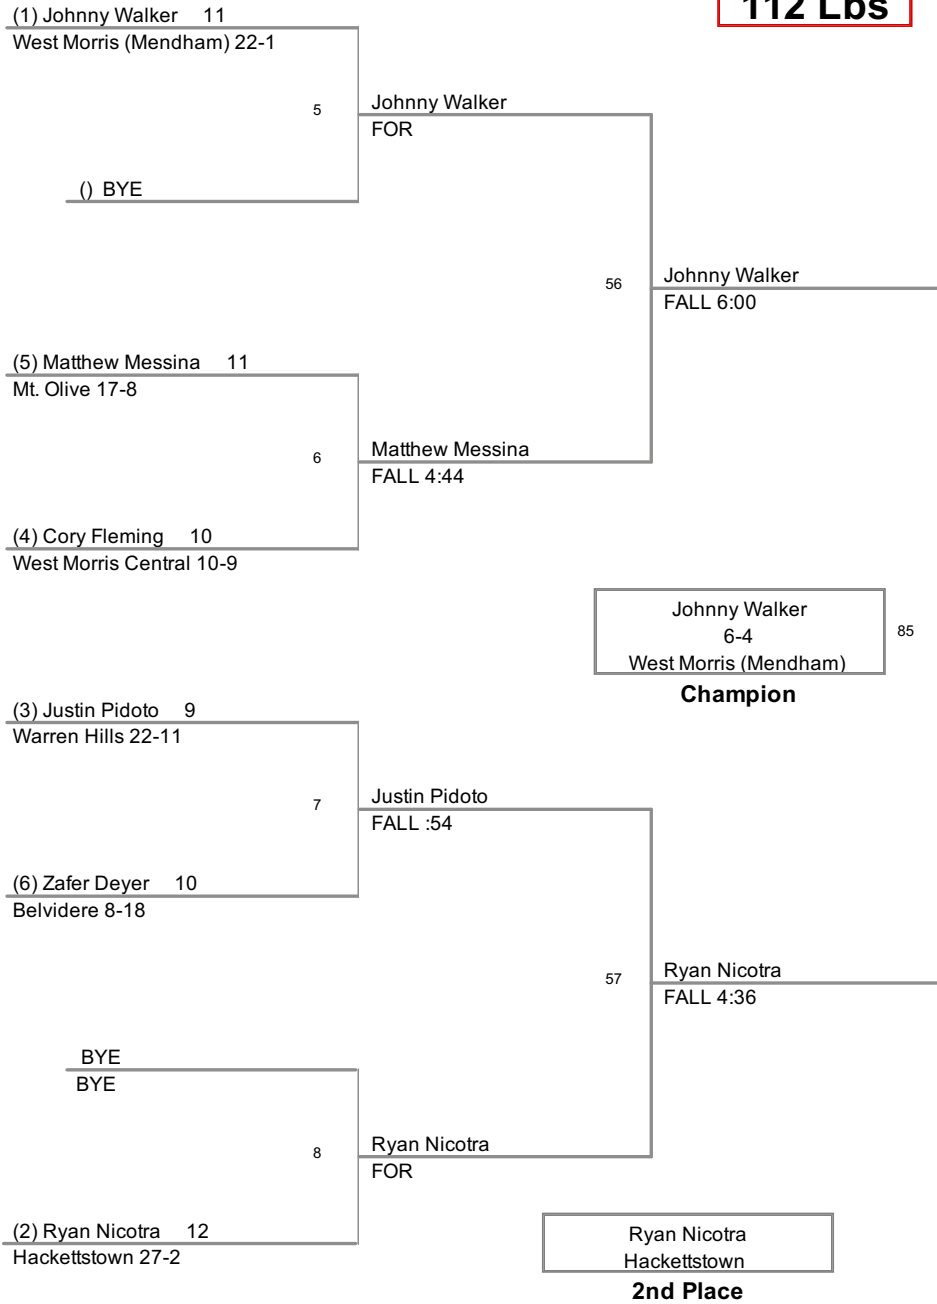 (1) Johnny Walker 11
112 Lbs
West Morris (Mendham) 22-1
5
Johnny Walker
FOR
() BYE
56
Johnny Walker
FALL 6:00
(5) Matthew Messina 11
Mt. Olive 17-8
6
Matthew Messina
FALL 4:44
(4) Cory Fleming 10
West Morris Central 10-9
Johnny Walker
6-4
85
West Morris (Mendham)
Champion
(3) Justin Pidoto 9
Warren Hills 22-11
7
Justin Pidoto
FALL :54
(6) Zafer Deyer 10
Belvidere 8-18
57
Ryan Nicotra
FALL 4:36
BYE
BYE
8
Ryan Nicotra
FOR
(2) Ryan Nicotra 12
Hackettstown 27-2
Ryan Nicotra
Hackettstown
2nd Place